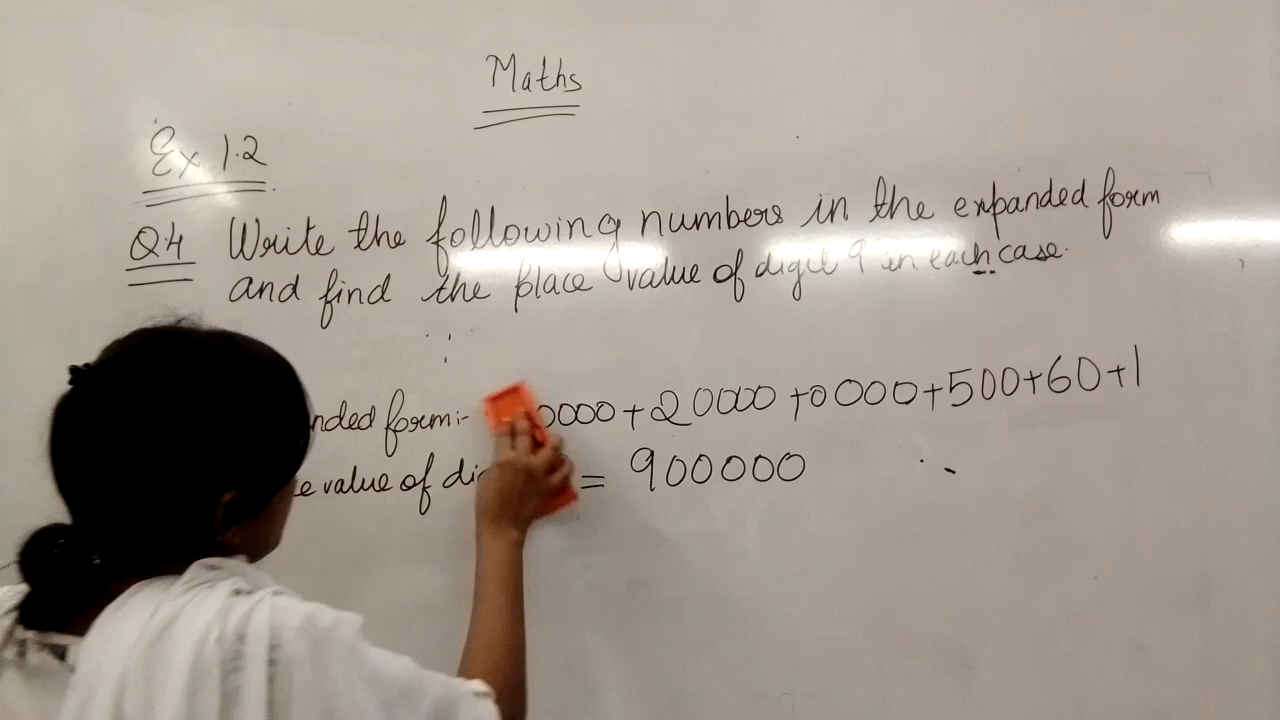 Maths
Ex 1.2
Q.4 Write the following numbers in the expanded form
and find the place value of digit 9 in each case.
nded form:- 0000+20000+0000+500+60+1
e value of di = 900000